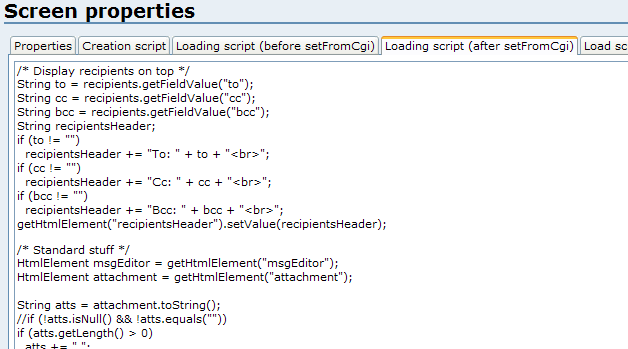 Screen properties
Properties Creation script Loading script (before setFromCgi) Loading script (after setFromCgi) Load sc
/* Display recipients on top */
String to = recipients.getFieldValue("to");
String cc = recipients.getFieldValue("cc");
String bcc = recipients.getFieldValue("bcc");
String recipientsHeader;
if (to != "")
  recipientsHeader += "To: " + to + "<br>";
if (cc != "")
  recipientsHeader += "Cc: " + cc + "<br>";
if (bcc != "")
  recipientsHeader += "Bcc: " + bcc + "<br>";
getHtmlElement("recipientsHeader").setValue(recipientsHeader);
/* Standard stuff */
HtmlElement msgEditor = getHtmlElement("msgEditor");
HtmlElement attachment = getHtmlElement("attachment");
String atts = attachment.toString();
//if (!atts.isNull() && !atts.equals(""))
if (atts.getLength() > 0)
  atts += " ";